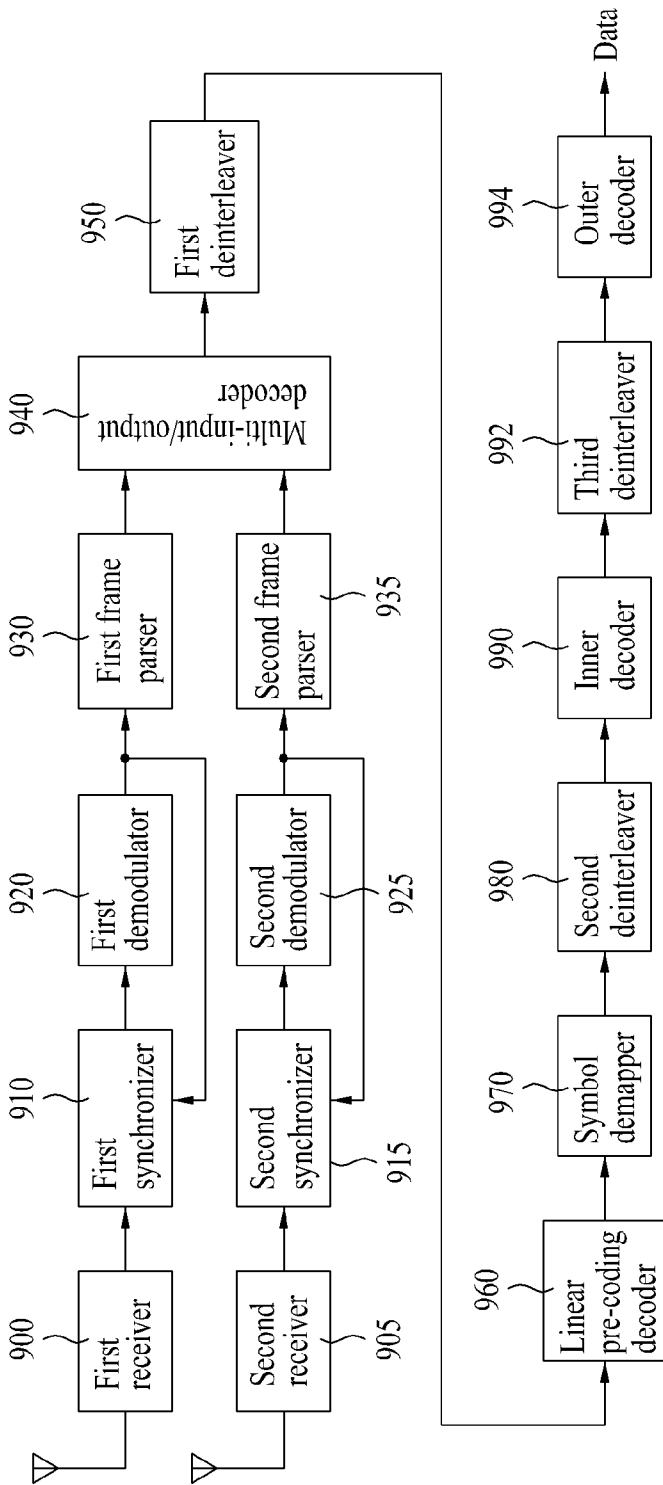 900
First
receiver
910
First
synchronizer
920
First
demodulator
930
First frame
parser
940
Multi-input/output
decoder
950
First
deinterleaver
Second
receiver
905
Second
synchronizer
915
Second
demodulator
925
Second frame
parser
935
960
Linear
pre-coding
decoder
970
Symbol
demapper
980
Second
deinterleaver
990
Inner
decoder
992
Third
deinterleaver
994
Outer
decoder
Data